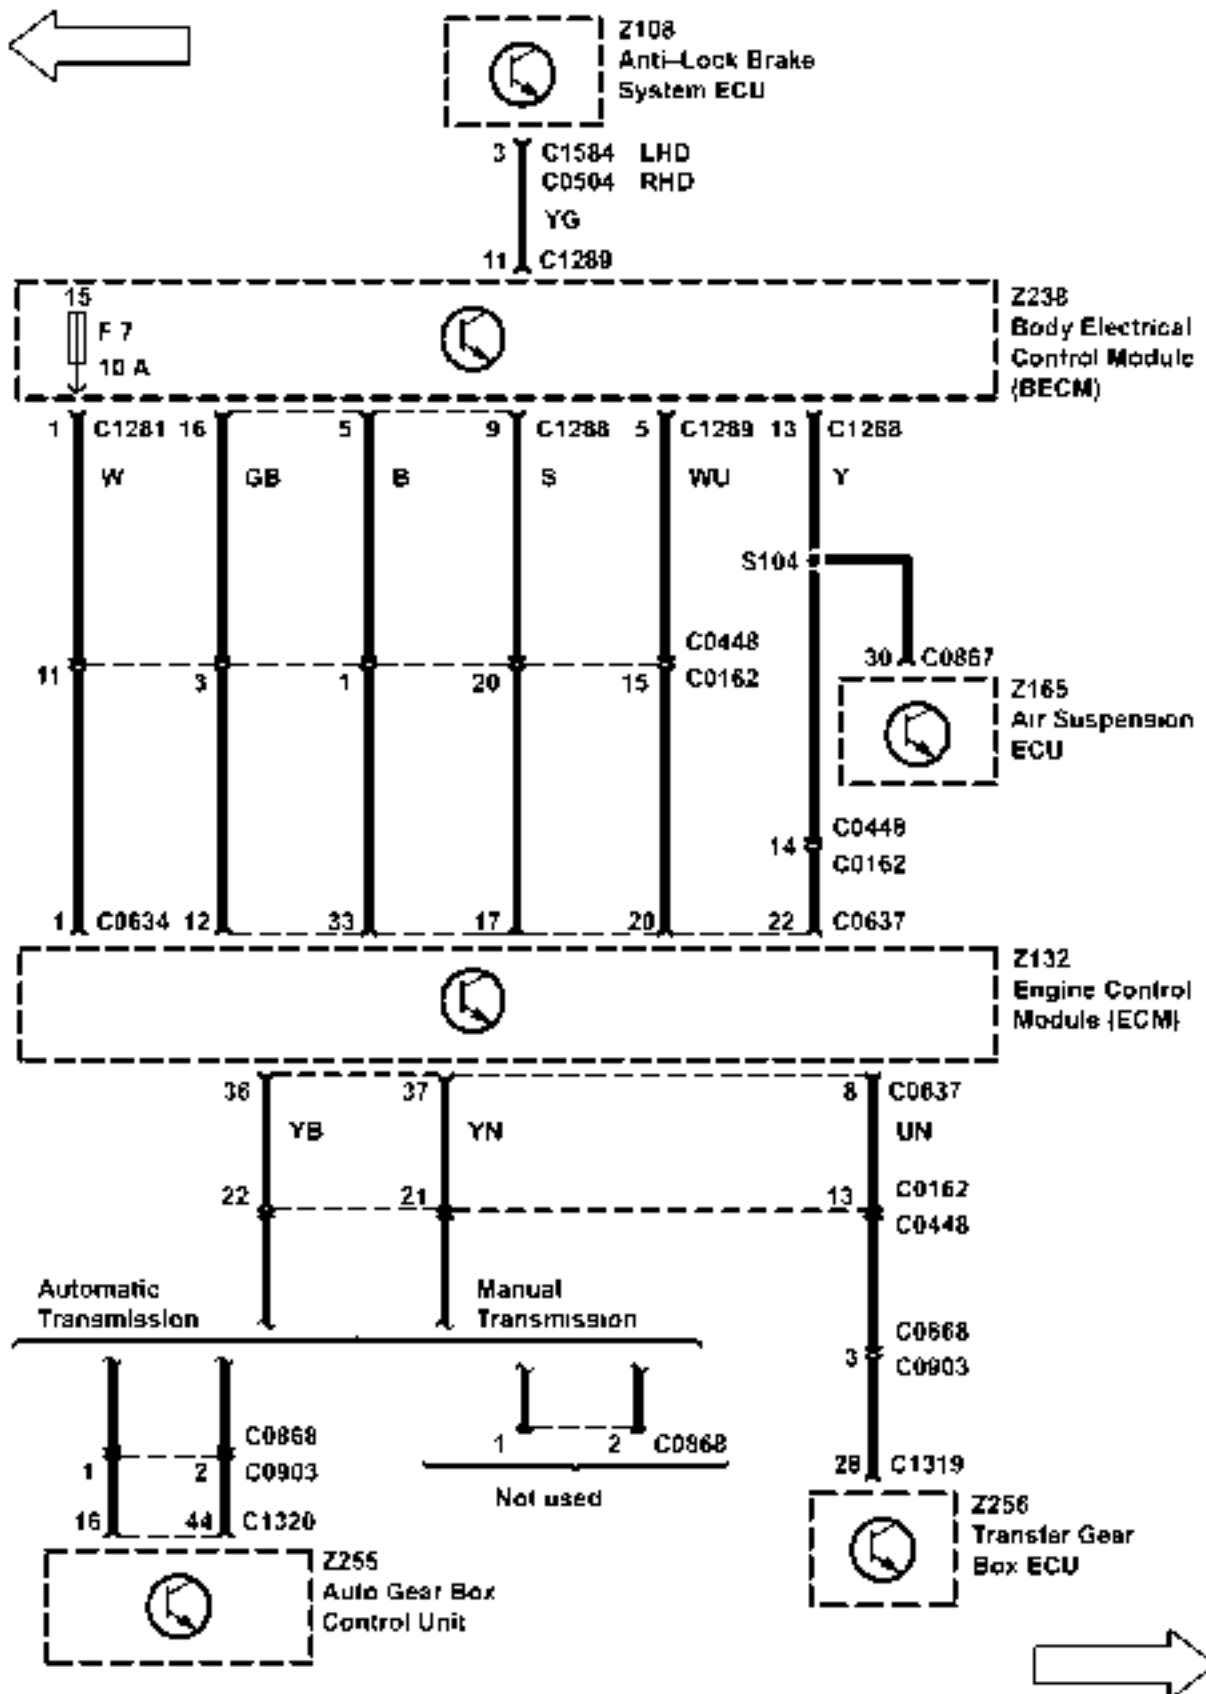 Z108
Anti–Lock Brake
System ECU
3 C1584 LHD
C0504 RHD
YG
11 C1289
15
F 7
10 A
Z238
Body Electrical
Control Module
(BECM)
1 C1281 16 5 9 C1288 5 C1289 13 C1288
W GB B S WU Y
S104
C0448
11 3 1 20 15 C0162
30 C0867
Z165
Air Suspension
ECU
C0448
14
C0162
1 C0634 12 33 17 20 22 C0637
Z132
Engine Control
Module (ECM)
36 37 8 C0637
YB YN UN
22 21 13 C0162
C0448
Automatic
Transmission
Manual
Transmission
C0868
3
C0903
C0868
1 2 C0903
1 2 C0868
Not used
16 44 C1320
28 C1319
Z255
Auto Gear Box
Control Unit
Z256
Transfer Gear
Box ECU